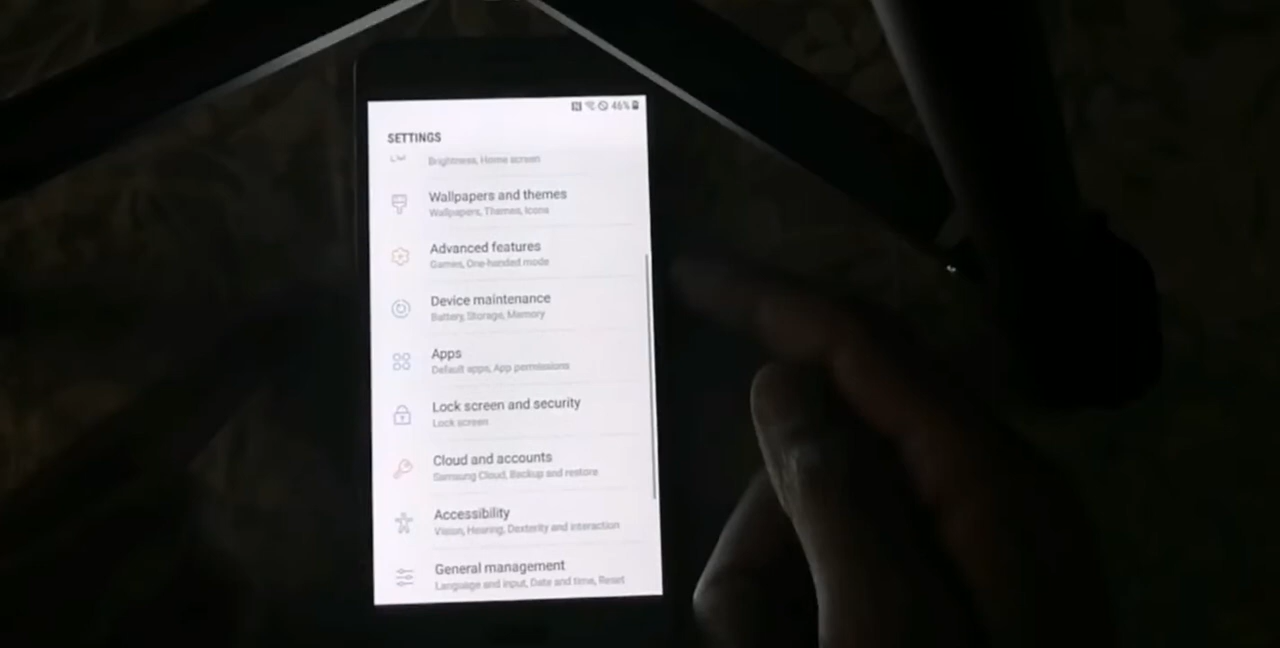 46%
SETTINGS
Brightness, Home screen
Wallpapers and themes
Wallpapers, Themes, Icons
Advanced features
Games, One-handed mode
Device maintenance
Battery, Storage, Memory
Apps
Default apps, App permissions
Lock screen and security
Lock screen
Cloud and accounts
Samsung Cloud, Backup and restore
Accessibility
Vision, Hearing, Dexterity and interaction
General management
Language and input, Date and time, Reset